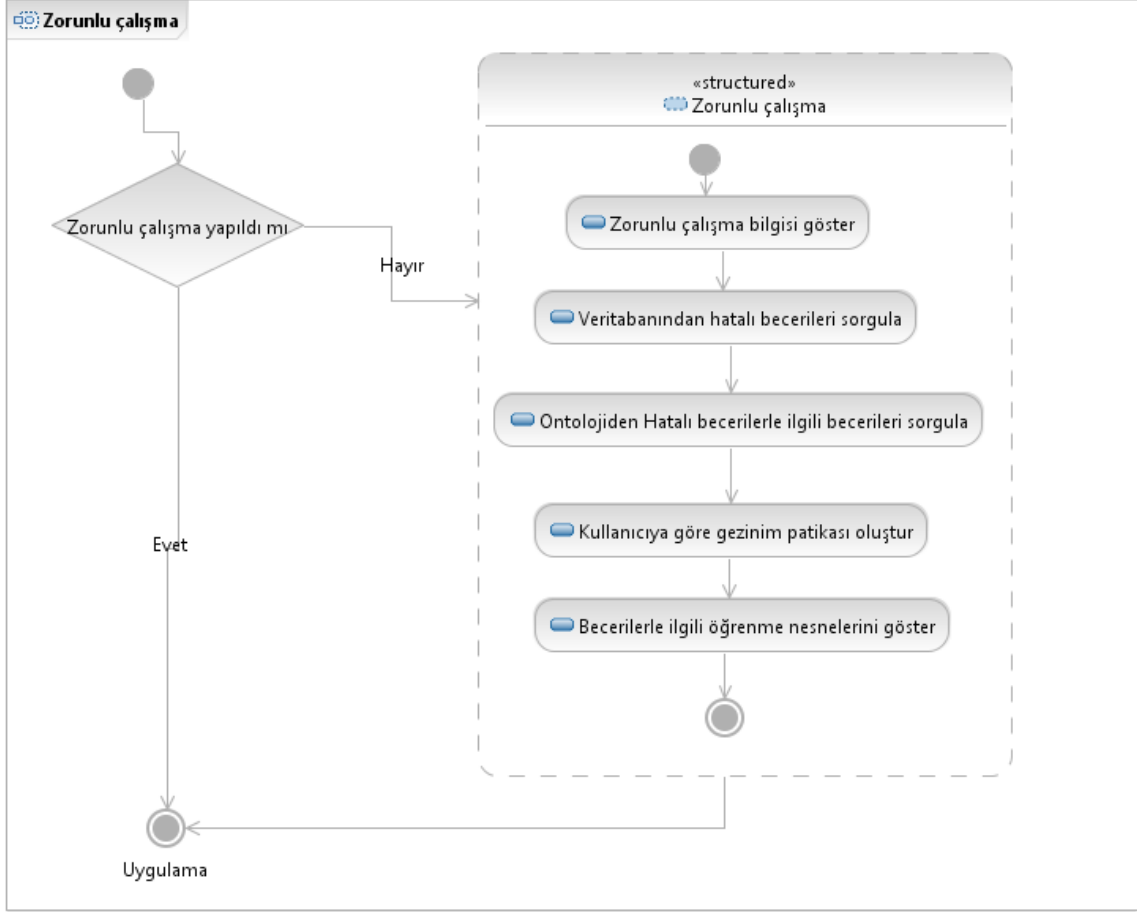 Zorunlu çalışma
«structured»
Zorunlu çalışma
Zorunlu çalışma bilgisi göster
Zorunlu çalışma yapıldı mı
Hayır
Veritabanından hatalı becerileri sorgula
Ontolojiden Hatalı becerilerle ilgili becerileri sorgula
Kullanıcıya göre gezinim patikası oluştur
Evet
Becerilerle ilgili öğrenme nesnelerini göster
Uygulama